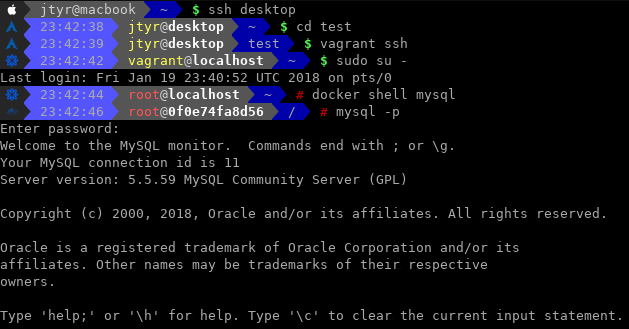 jtyr@macbook ~ $ ssh desktop
23:42:38 jtyr@desktop ~ $ cd test
23:42:39 jtyr@desktop test $ vagrant ssh
23:42:42 vagrant@localhost ~ $ sudo su -
Last login: Fri Jan 19 23:40:52 UTC 2018 on pts/0
23:42:44 root@localhost ~ # docker shell mysql
23:42:46 root@0f0e74fa8d56 / # mysql -p
Enter password:
Welcome to the MySQL monitor.  Commands end with ; or \g.
Your MySQL connection id is 11
Server version: 5.5.59 MySQL Community Server (GPL)
Copyright (c) 2000, 2018, Oracle and/or its affiliates. All rights reserved.
Oracle is a registered trademark of Oracle Corporation and/or its
affiliates. Other names may be trademarks of their respective
owners.
Type 'help;' or '\h' for help. Type '\c' to clear the current input statement.